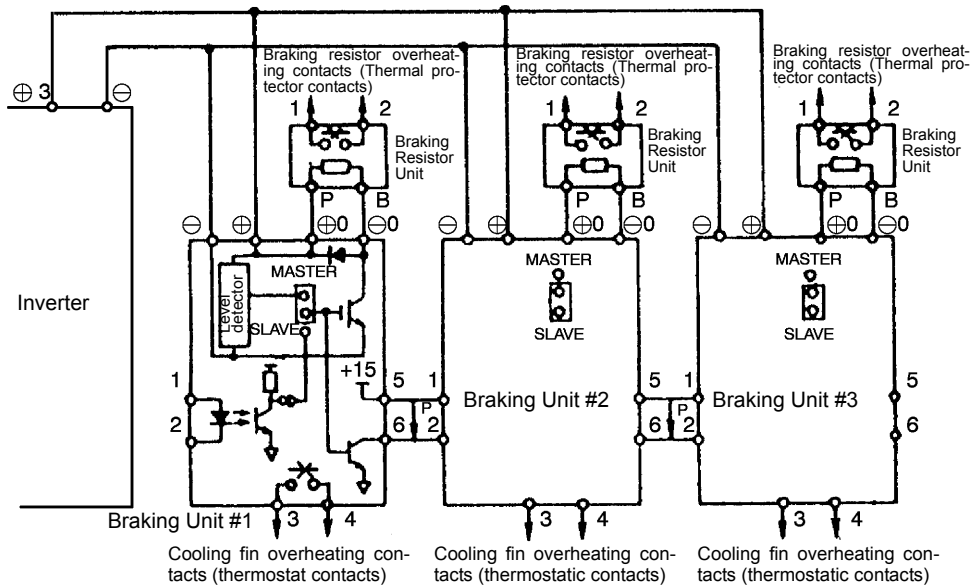 Braking resistor overheat-
ing contacts (Thermal pro-
tector contacts)
Braking resistor overheat-
ing contacts (Thermal pro-
tector contacts)
Braking resistor overheat-
ing contacts (Thermal pro-
tector contacts)
⊕ 3 ⊖
1 2
1 2
1 2
Braking
Resistor
Unit
Braking
Resistor
Unit
Braking
Resistor
Unit
P B
P B
P B
⊖ ⊕ ⊕0 ⊖0
⊖ ⊕ ⊕0 ⊖0
⊖ ⊕ ⊕0 ⊖0
Inverter
Level
detector
MASTER
SLAVE
MASTER
SLAVE
MASTER
SLAVE
+15
1 5 1 5 1 5
P P
2 6 2 6 2 6
Braking Unit #2
Braking Unit #3
Braking Unit #1
3 4
3 4
3 4
Cooling fin overheating con-
tacts (thermostat contacts)
Cooling fin overheating con-
tacts (thermostatic contacts)
Cooling fin overheating con-
tacts (thermostatic contacts)